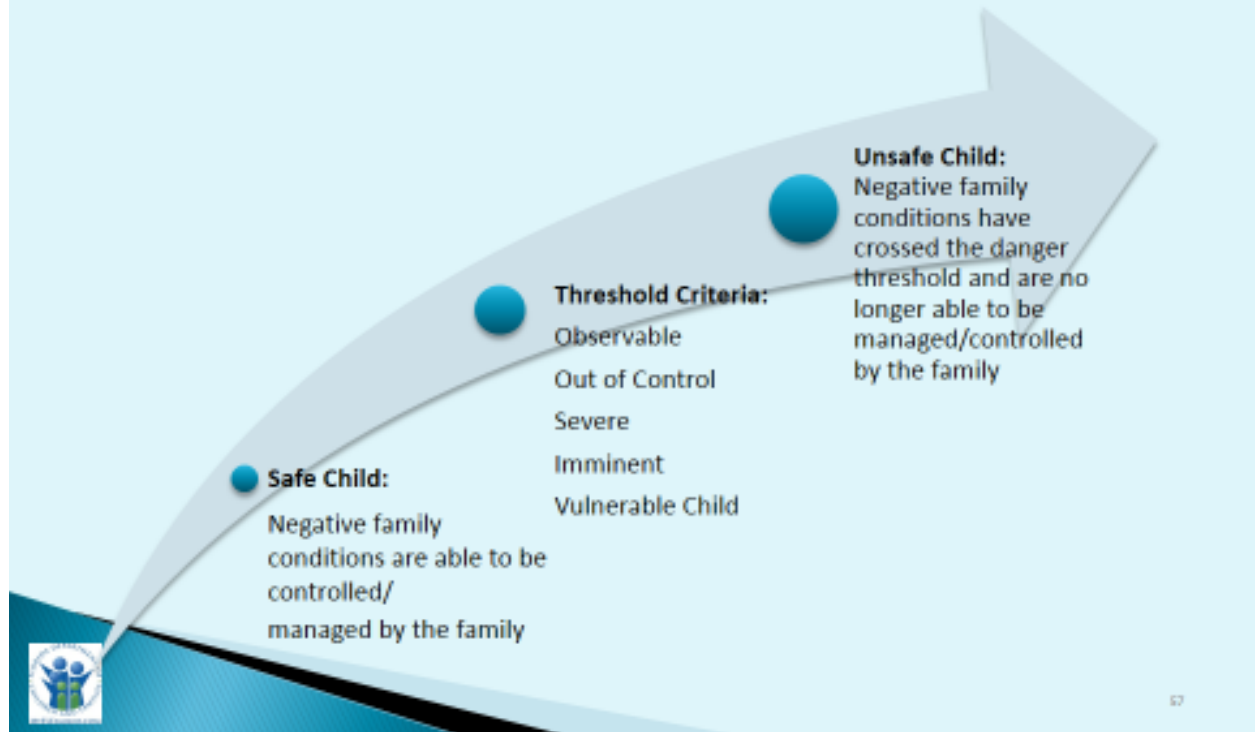 Unsafe Child:
Negative family
conditions have
crossed the danger
threshold and are no
longer able to be
managed/controlled
by the family
Threshold Criteria:
Observable
Out of Control
Severe
Imminent
Vulnerable Child
Safe Child:
Negative family
conditions are able to be
controlled/
managed by the family
57